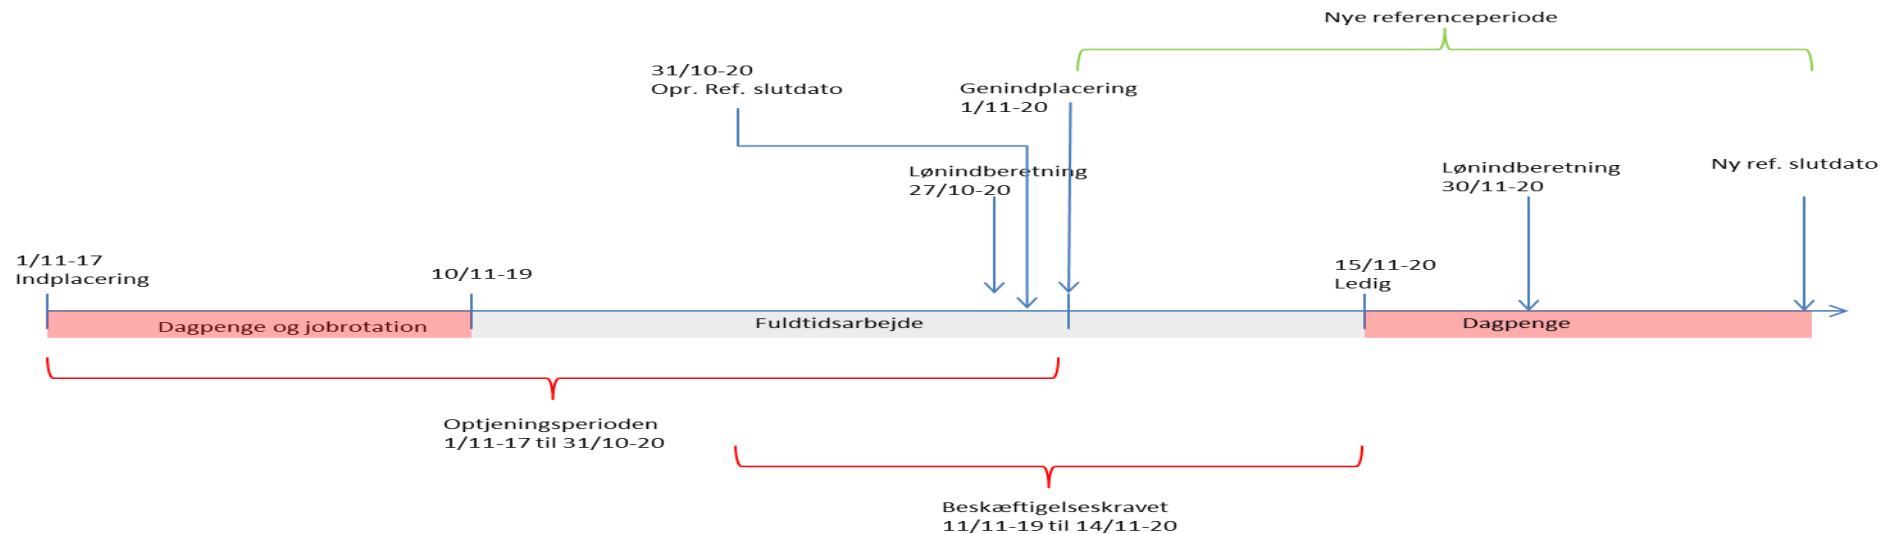 Nye referenceperiode
31/10-20
Opr. Ref. slutdato
Genindplacering
1/11-20
Lønindberetning
27/10-20
Lønindberetning
30/11-20
Ny ref. slutdato
1/11-17
Indplacering
10/11-19
15/11-20
Ledig
Dagpenge og jobrotation
Fuldtidsarbejde
Dagpenge
Optjeningsperioden
1/11-17 til 31/10-20
Beskæftigelseskravet
11/11-19 til 14/11-20